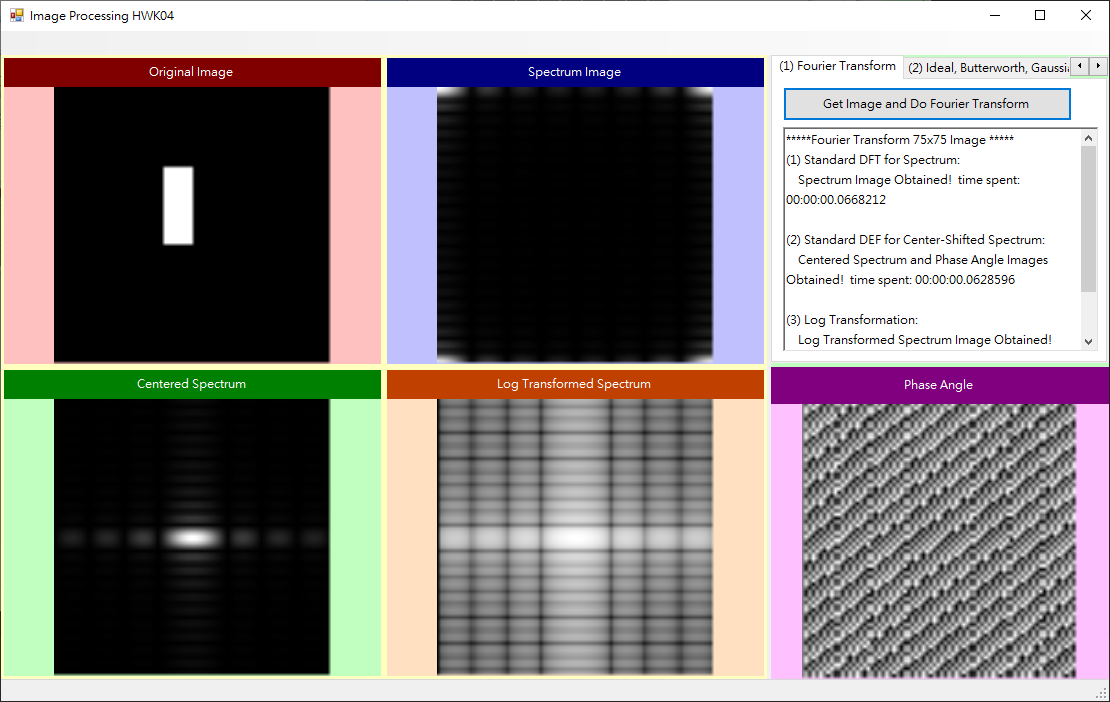 Image Processing HWK04
Original Image
Spectrum Image
(1) Fourier Transform
(2) Ideal, Butterworth, Gaussi
Get Image and Do Fourier Transform
*****Fourier Transform 75x75 Image *****
(1) Standard DFT for Spectrum:
Spectrum Image Obtained!  time spent:
00:00:00.0668212
(2) Standard DEF for Center-Shifted Spectrum:
Centered Spectrum and Phase Angle Images
Obtained!  time spent: 00:00:00.0628596
(3) Log Transformation:
Log Transformed Spectrum Image Obtained!
Centered Spectrum
Log Transformed Spectrum
Phase Angle